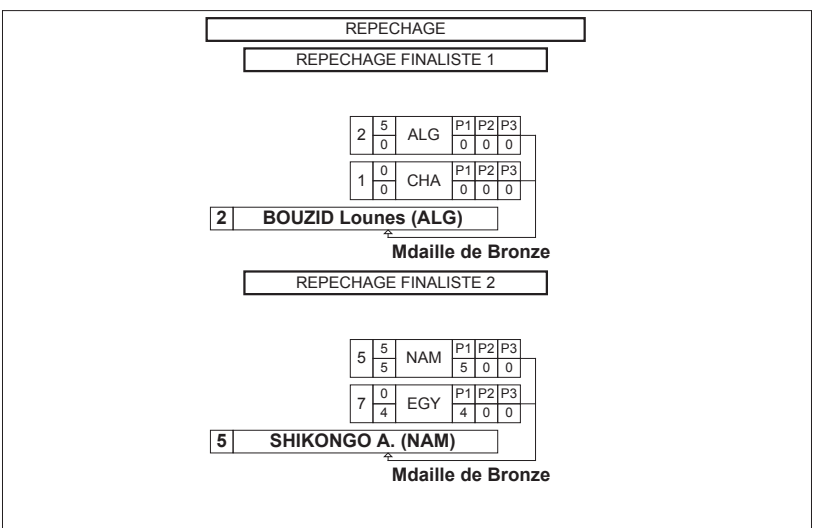 REPECHAGE
REPECHAGE FINALISTE 1
2 5 ALG P1 P2 P3
0 0 0 0
1 0 CHA P1 P2 P3
0 0 0 0
2 BOUZID Lounes (ALG)
Mdaille de Bronze
REPECHAGE FINALISTE 2
5 5 NAM P1 P2 P3
5 5 0 0
7 0 EGY P1 P2 P3
4 4 0 0
5 SHIKONGO A. (NAM)
Mdaille de Bronze